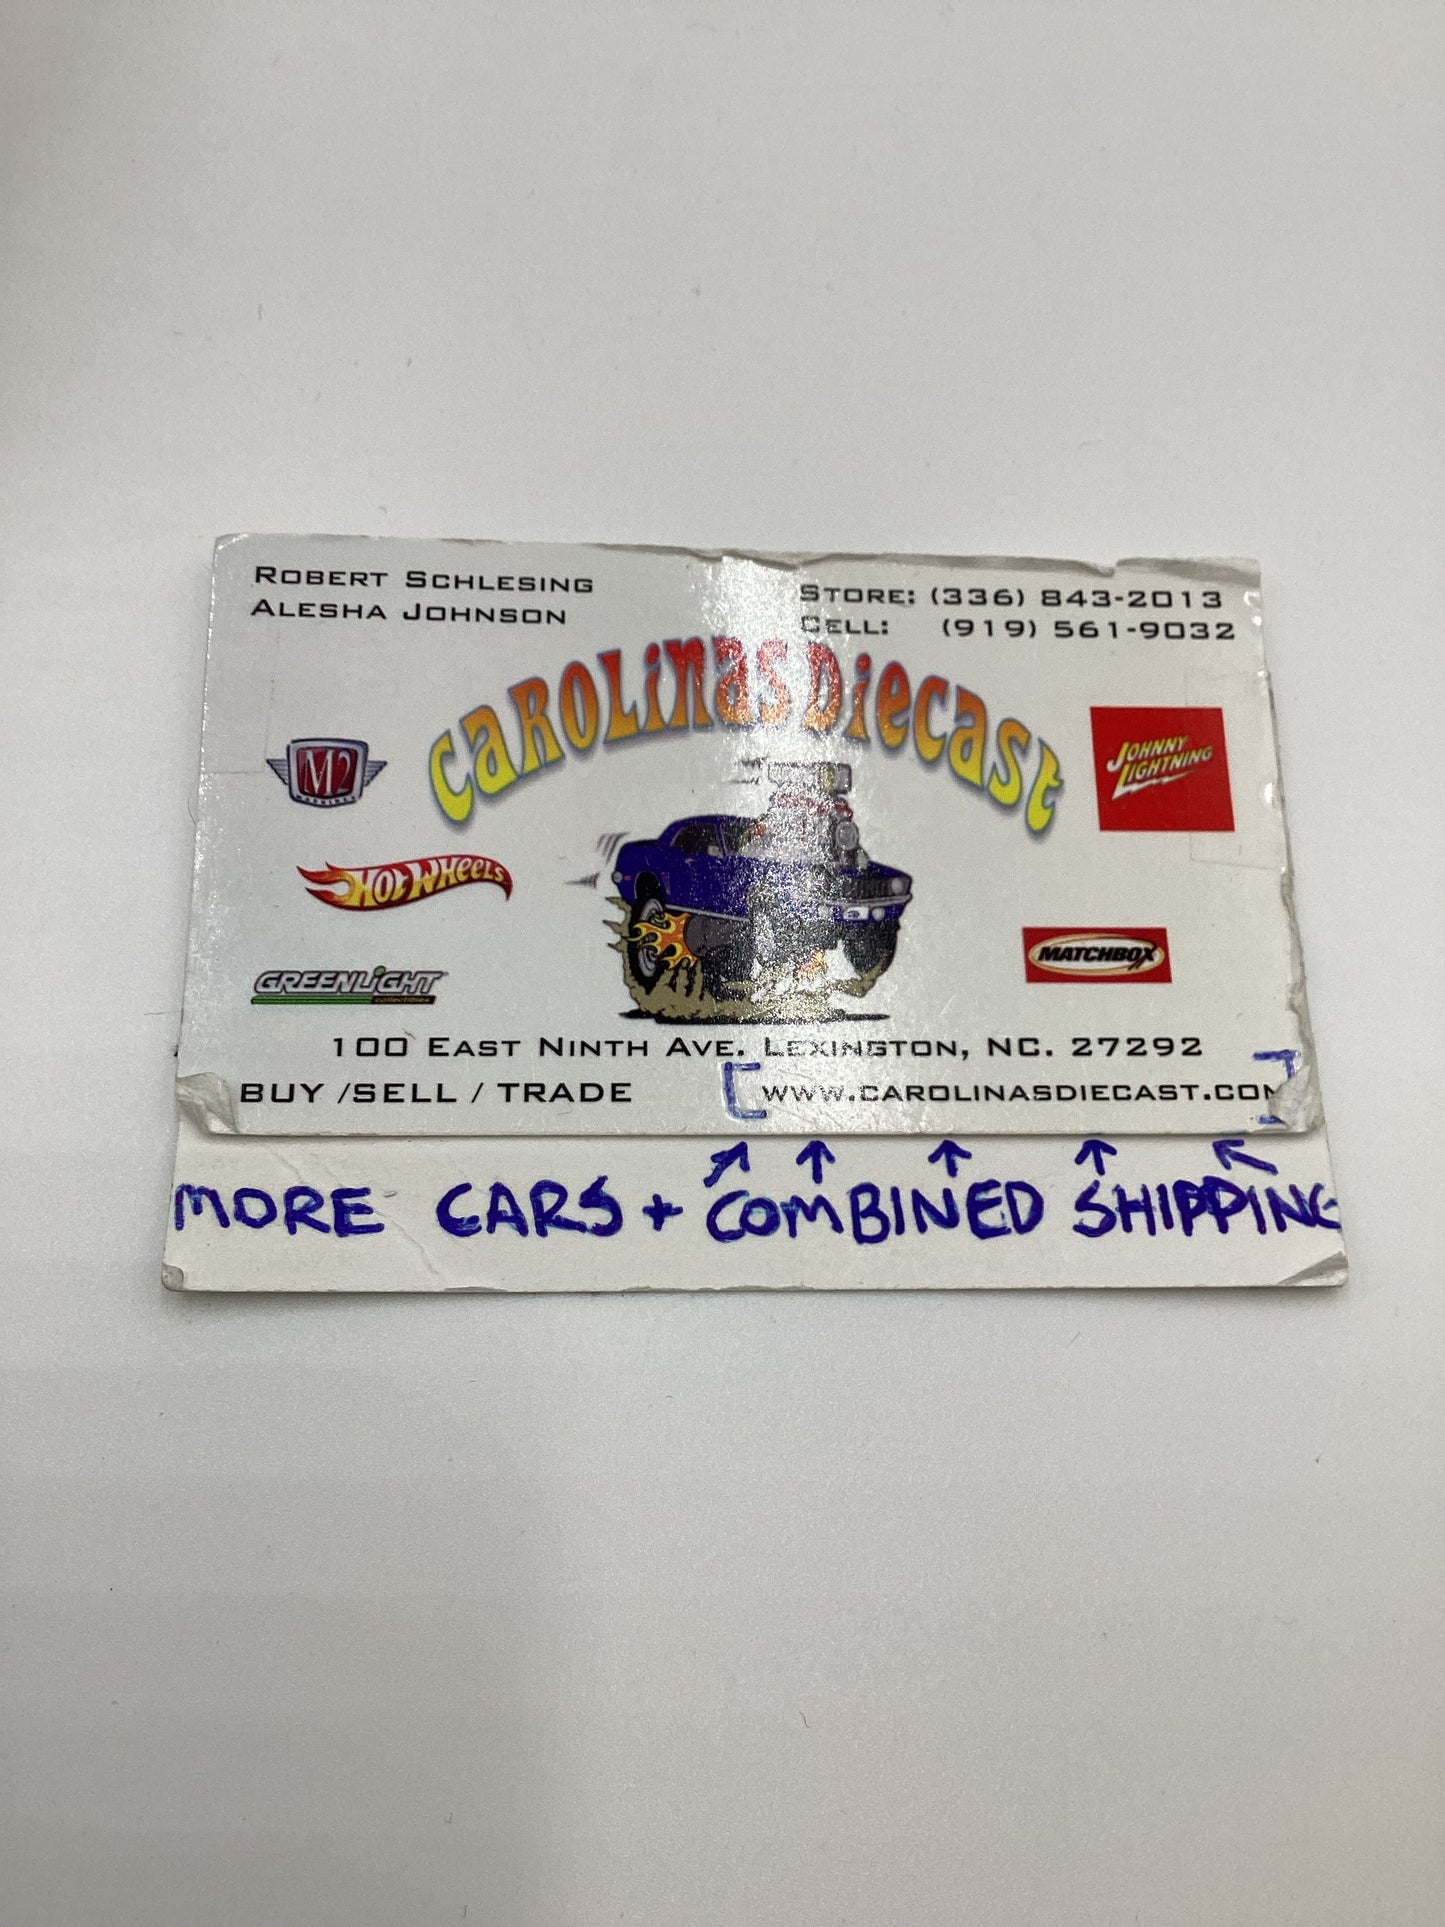 ROBERT SCHLESING
ALESHA JOHNSON
STORE: (336) 843-2013
CELL: (919) 561-9032
CAROLINAS DIECAST
M2
MACHINES
JOHNNY
LIGHTNING
HOT WHEELS
GREENLIGHT
collectibles
MATCHBOX
100 EAST NINTH AVE. LEXINGTON, NC. 27292
BUY /SELL / TRADE
[ WWW.CAROLINASDIECAST.COM ]
↗ ↑ ↑ ↑ ↖
MORE CARS + COMBINED SHIPPING